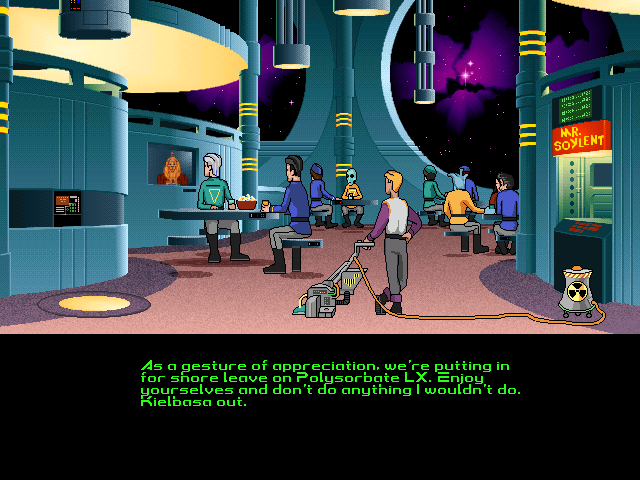 MR.
SOYLENT
As a gesture of appreciation, we're putting in
for shore leave on Polysorbate LX. Enjoy
yourselves and don't do anything I wouldn't do.
Kielbasa out.